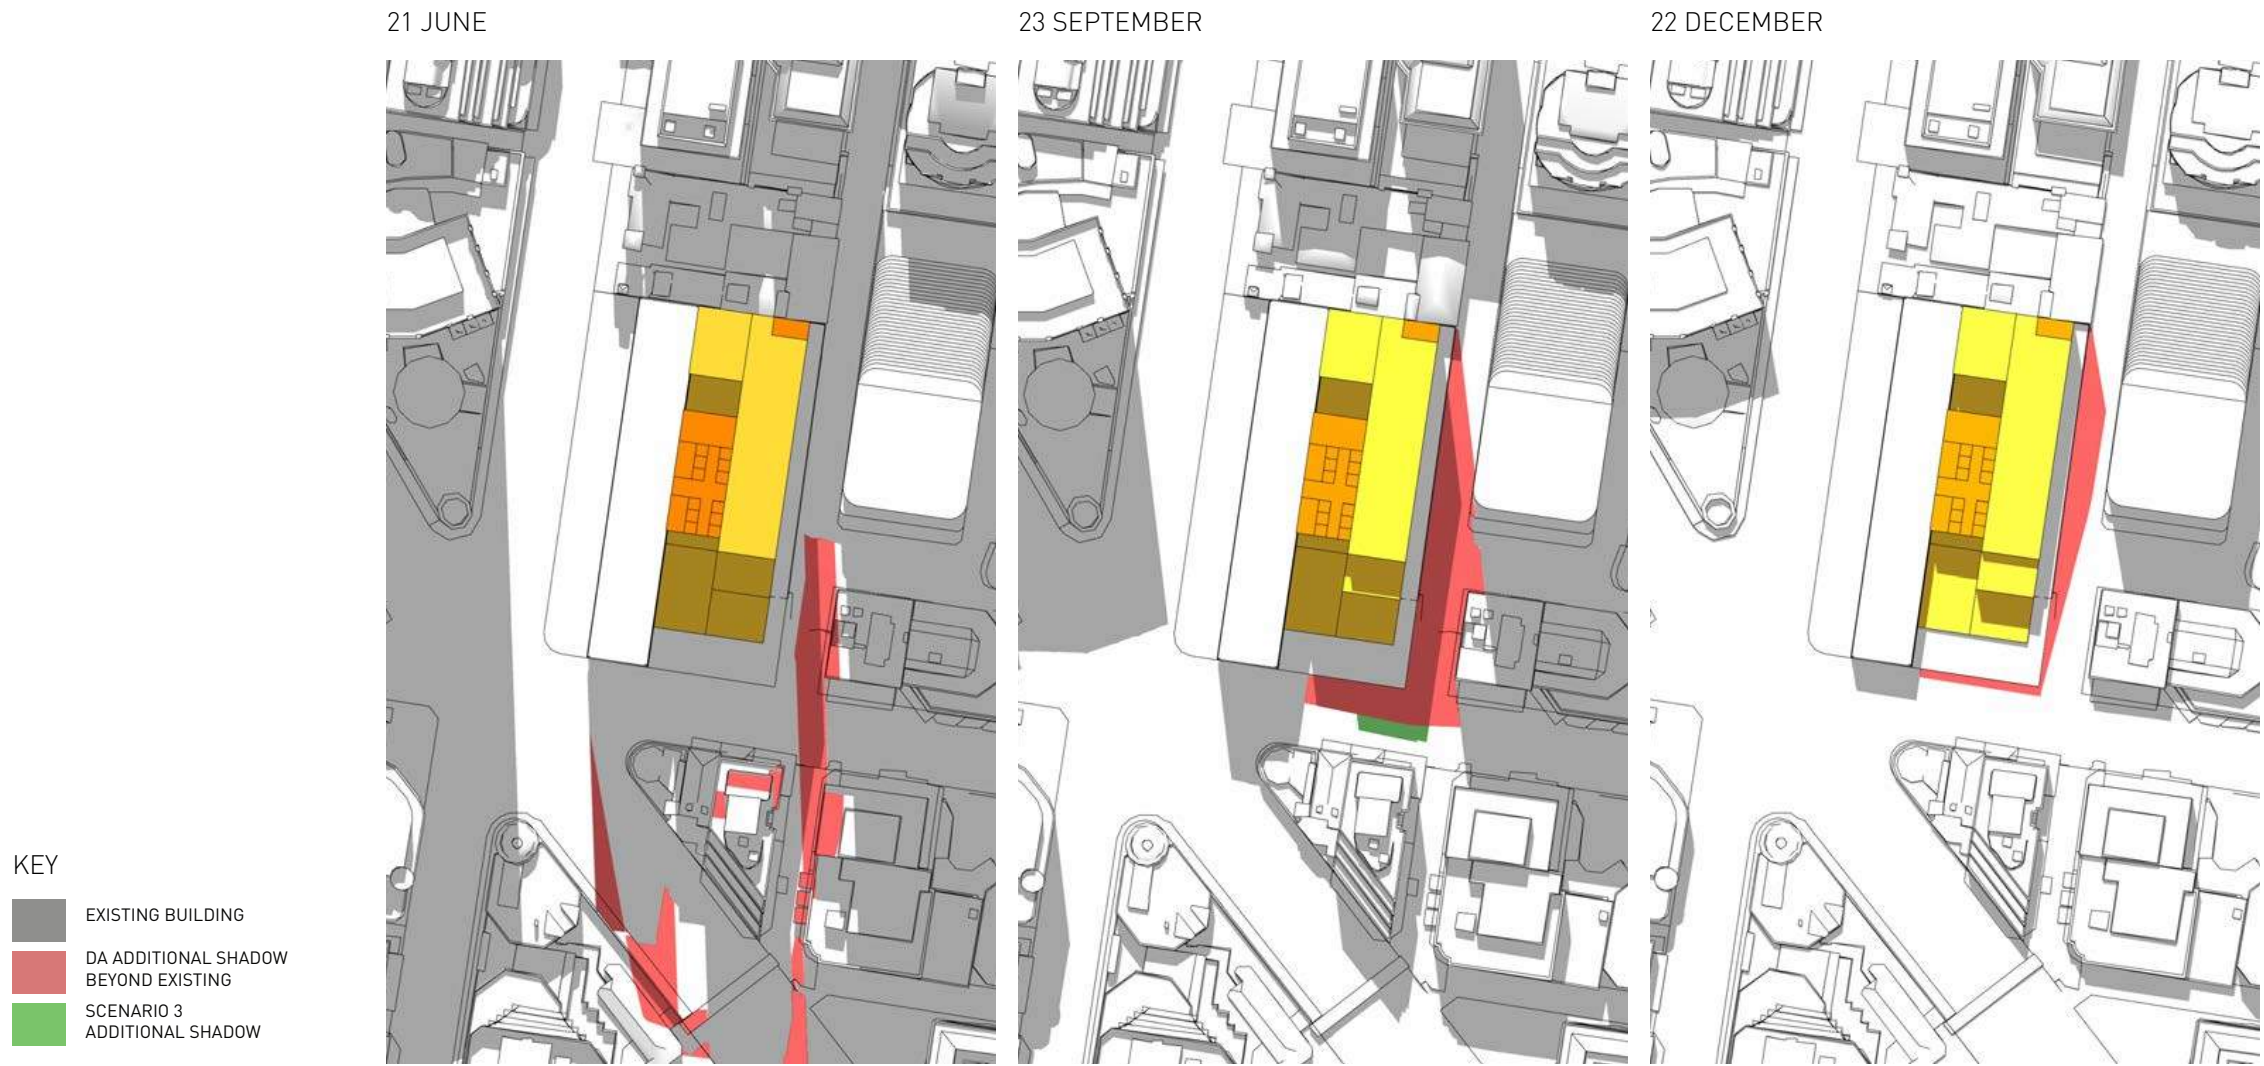 21 JUNE
23 SEPTEMBER
22 DECEMBER
KEY
EXISTING BUILDING
DA ADDITIONAL SHADOW
BEYOND EXISTING
SCENARIO 3
ADDITIONAL SHADOW